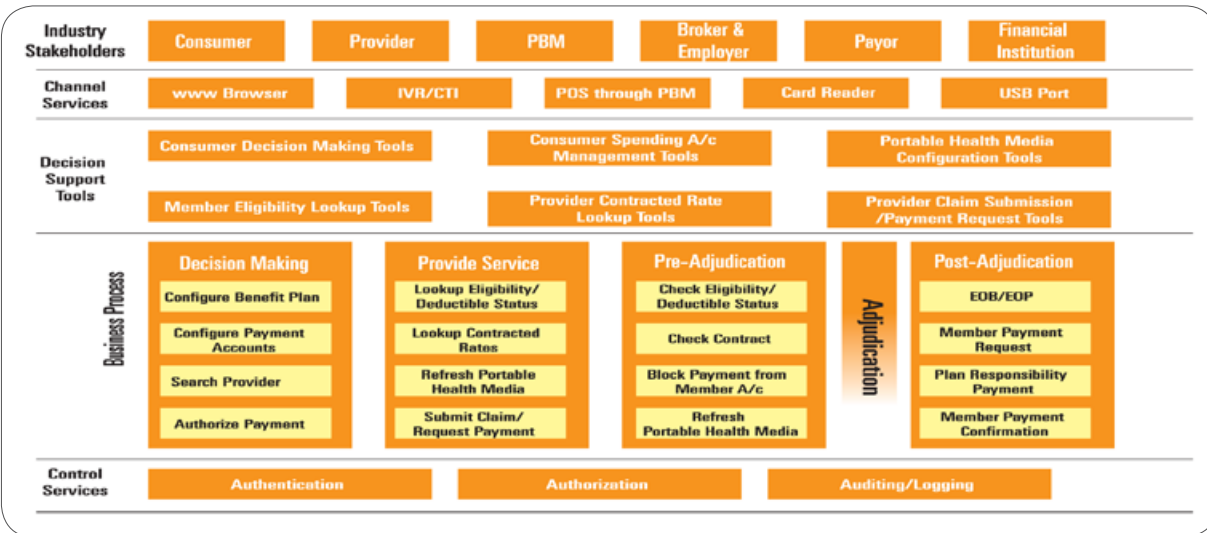 Industry
Stakeholders
Consumer
Provider
PBM
Broker &
Employer
Payor
Financial
Institution
Channel
Services
www Browser
IVR/CTI
POS through PBM
Card Reader
USB Port
Decision
Support
Tools
Consumer Decision Making Tools
Consumer Spending A/c
Management Tools
Portable Health Media
Configuration Tools
Member Eligibility Lookup Tools
Provider Contracted Rate
Lookup Tools
Provider Claim Submission
/Payment Request Tools
Business Process
Decision Making
Configure Benefit Plan
Configure Payment
Accounts
Search Provider
Authorize Payment
Provide Service
Lookup Eligibility/
Deductible Status
Lookup Contracted
Rates
Refresh Portable
Health Media
Submit Claim/
Request Payment
Pre-Adjudication
Check Eligibility/
Deductible Status
Check Contract
Block Payment from
Member A/c
Refresh
Portable Health Media
Adjudication
Post-Adjudication
EOB/EOP
Member Payment
Request
Plan Responsibility
Payment
Member Payment
Confirmation
Control
Services
Authentication
Authorization
Auditing/Logging